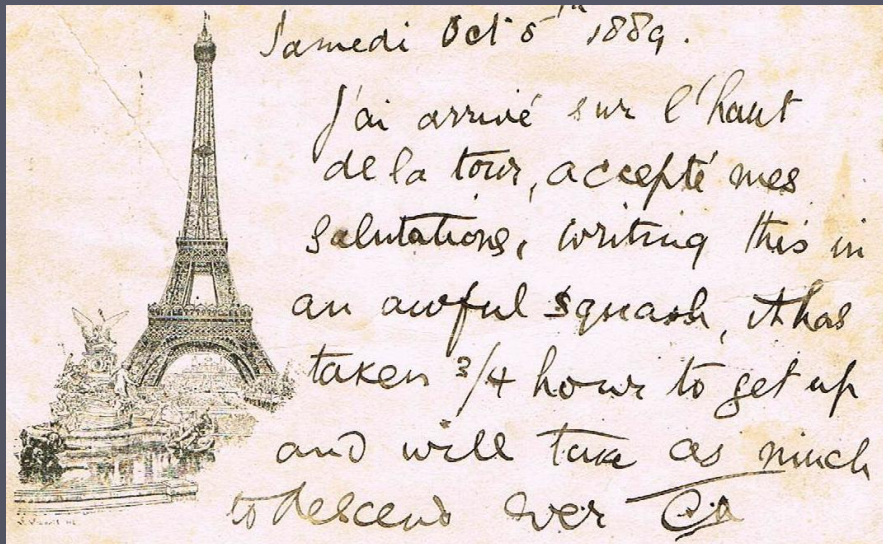 Samedi Oct 5th 1889.
J'ai arrivé sur l'haut
de la tour, accepté mes
salutations, writing this in
an awful squash, it has
taken 3/4 hour to get up
and will take as much
to descend ever